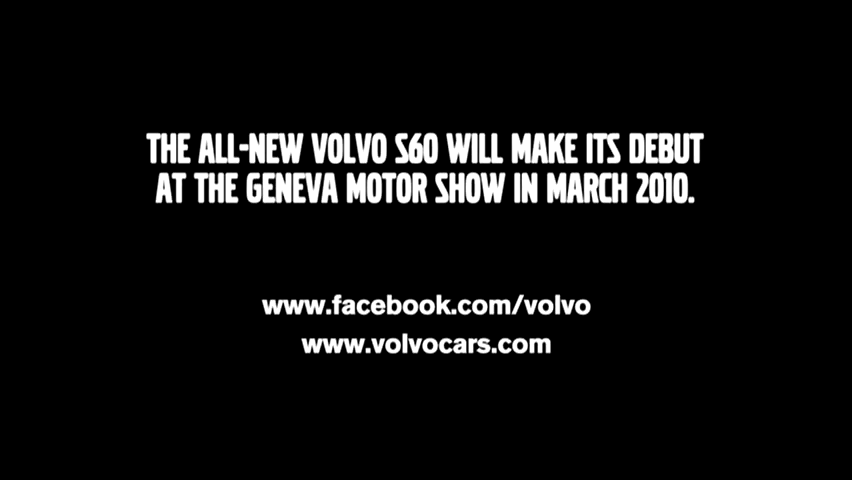 THE ALL-NEW VOLVO S60 WILL MAKE ITS DEBUT
AT THE GENEVA MOTOR SHOW IN MARCH 2010.
www.facebook.com/volvo
www.volvocars.com